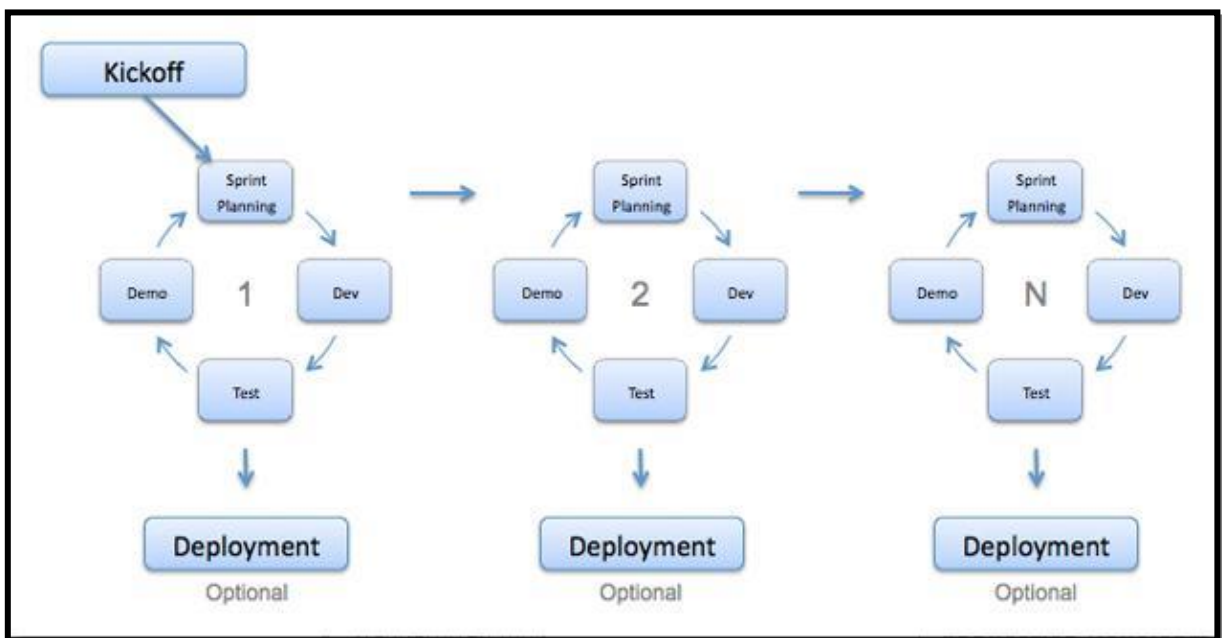 Kickoff
Sprint
Planning
Demo
1
Dev
Test
Deployment
Optional
Sprint
Planning
Demo
2
Dev
Test
Deployment
Optional
Sprint
Planning
Demo
N
Dev
Test
Deployment
Optional